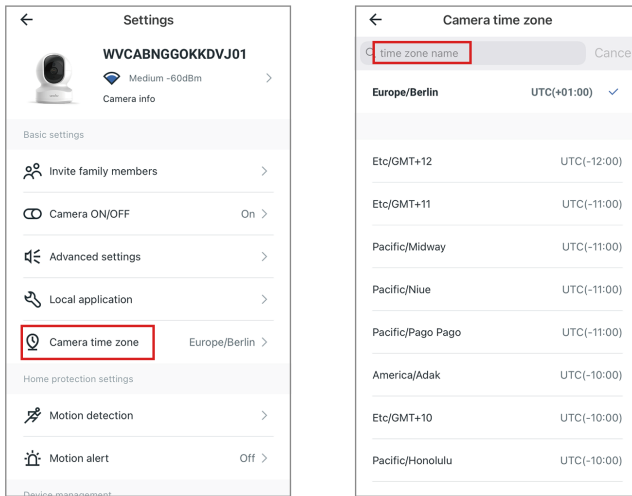 Settings
WVCABNGGOKKDVJ01
Medium -60dBm
Camera info
Basic settings
Invite family members
Camera ON/OFF On
Advanced settings
Local application
Camera time zone Europe/Berlin
Home protection settings
Motion detection
Motion alert Off
Device management
Camera time zone
time zone name Cance
Europe/Berlin UTC(+01:00)
Etc/GMT+12 UTC(-12:00)
Etc/GMT+11 UTC(-11:00)
Pacific/Midway UTC(-11:00)
Pacific/Niue UTC(-11:00)
Pacific/Pago Pago UTC(-11:00)
America/Adak UTC(-10:00)
Etc/GMT+10 UTC(-10:00)
Pacific/Honolulu UTC(-10:00)